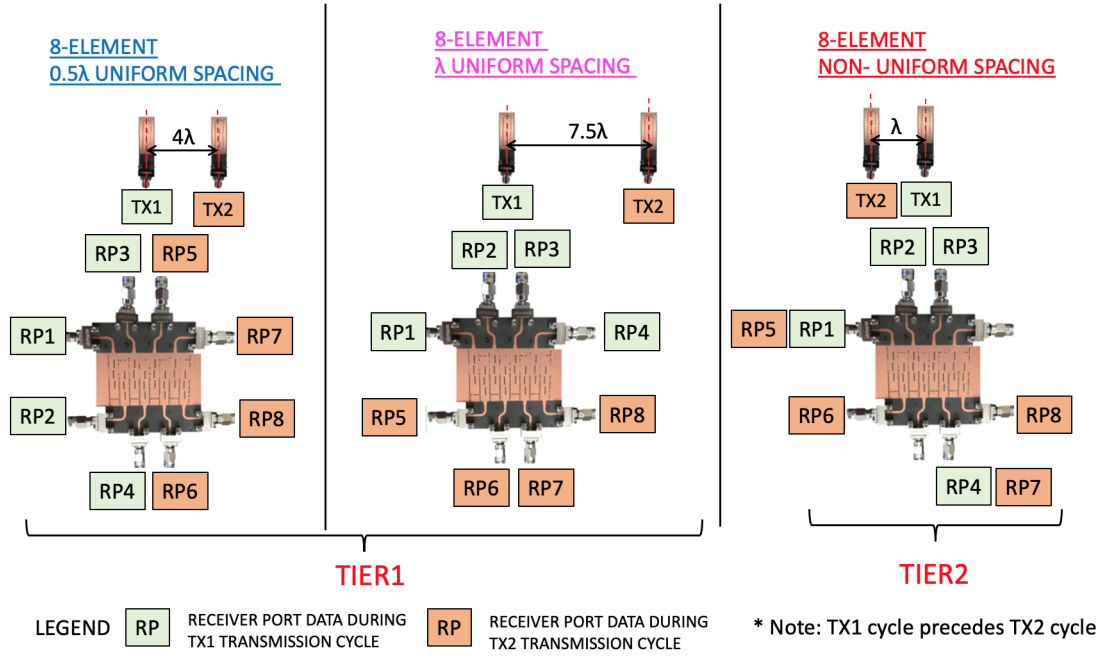 8-ELEMENT
0.5λ UNIFORM SPACING
4λ
TX1 TX2
RP3 RP5
RP1 RP7
RP2 RP8
RP4 RP6
8-ELEMENT
λ UNIFORM SPACING
7.5λ
TX1 TX2
RP2 RP3
RP1 RP4
RP5 RP8
RP6 RP7
TIER1
8-ELEMENT
NON- UNIFORM SPACING
λ
TX2 TX1
RP2 RP3
RP5 RP1
RP6 RP8
RP4 RP7
TIER2
LEGEND
RP
RECEIVER PORT DATA DURING
TX1 TRANSMISSION CYCLE
RP
RECEIVER PORT DATA DURING
TX2 TRANSMISSION CYCLE
* Note: TX1 cycle precedes TX2 cycle